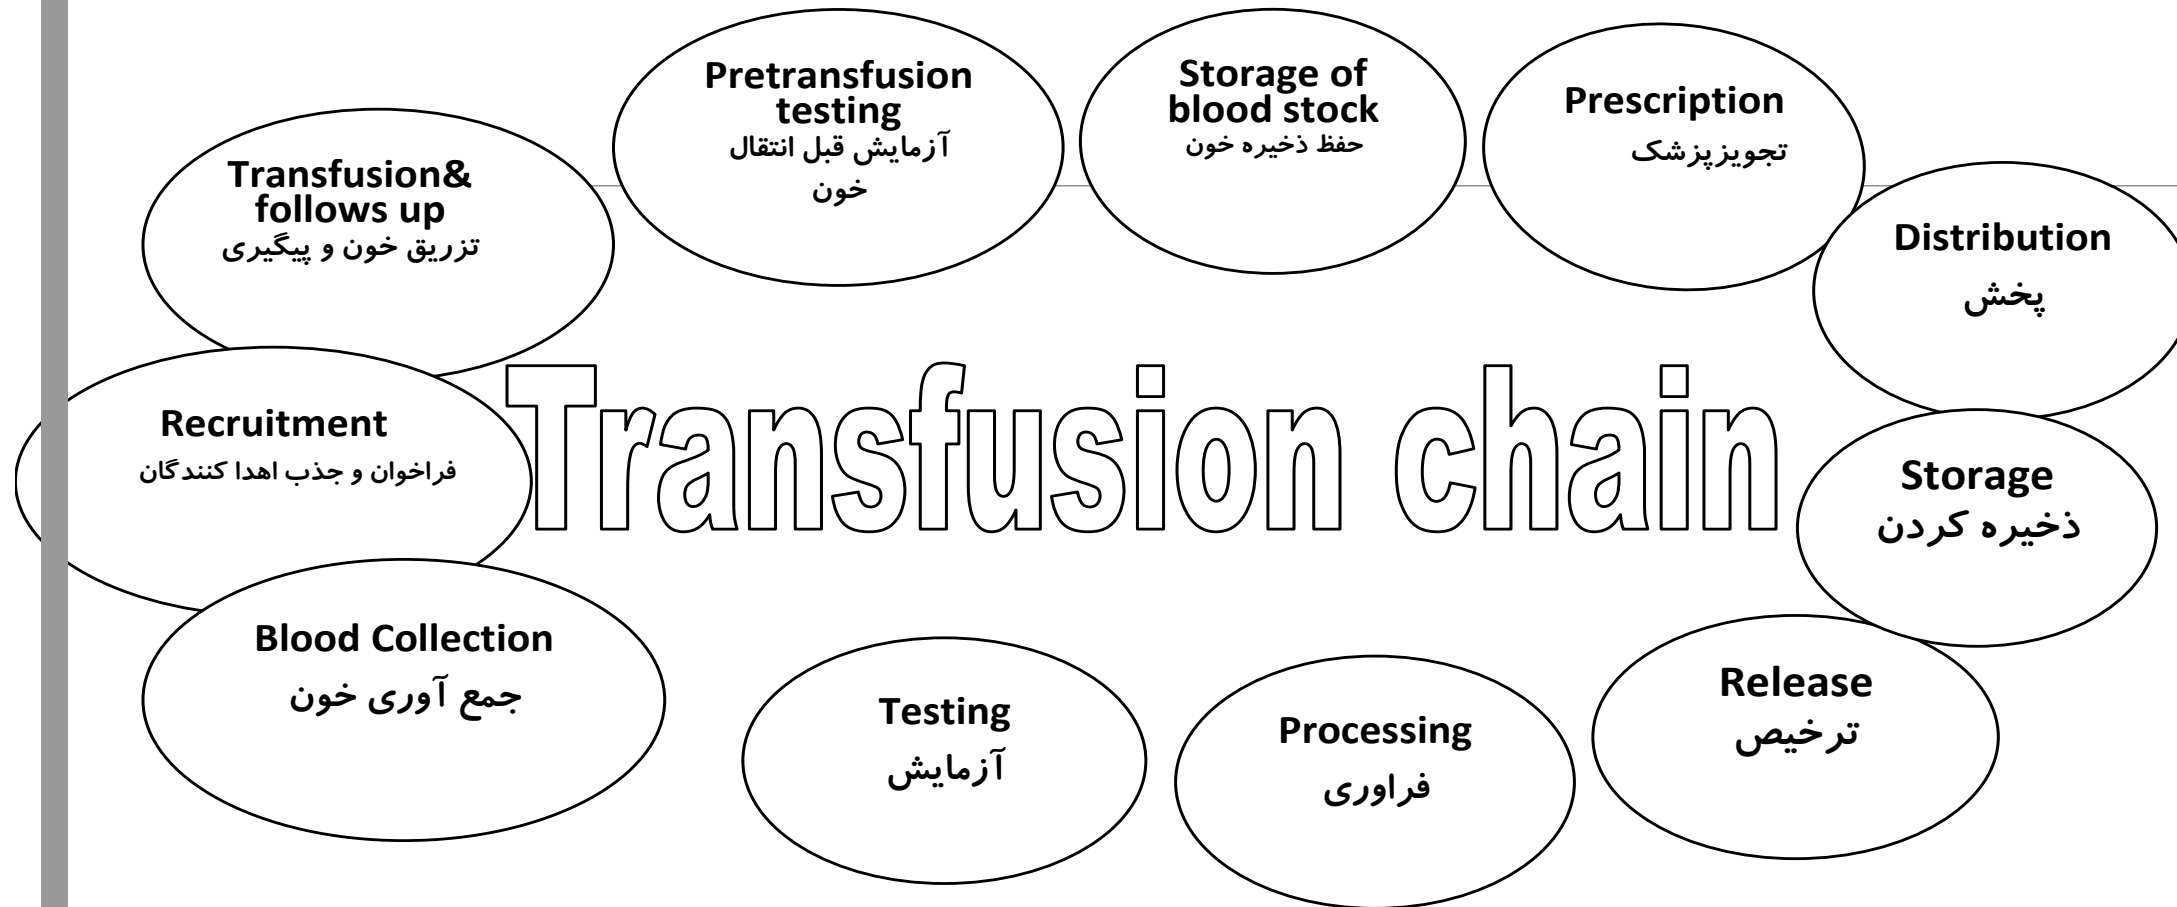 Pretransfusion
testing
آزمایش قبل انتقال
خون
Storage of
blood stock
حفظ ذخیره خون
Prescription
تجویزپزشک
Transfusion&
follows up
تزریق خون و پیگیری
Distribution
پخش
Transfusion chain
Recruitment
فراخوان و جذب اهدا کنندگان
Storage
ذخیره کردن
Blood Collection
جمع آوری خون
Testing
آزمایش
Processing
فراوری
Release
ترخیص